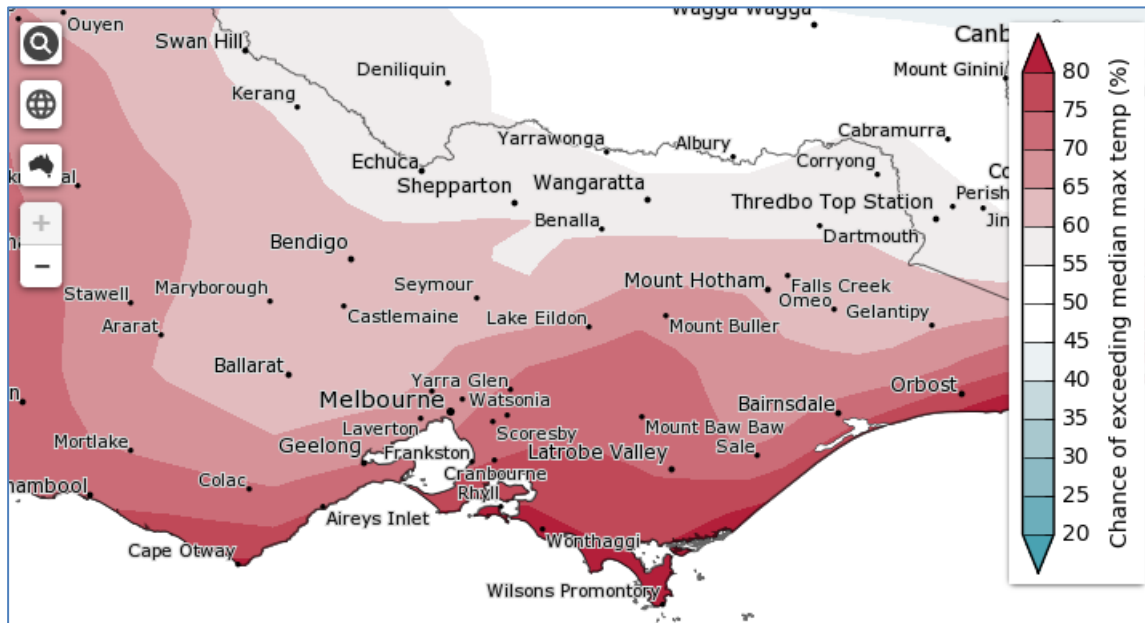 Ouyen
Swan Hill
Wagga Wagga
Canb
Deniliquin
Mount Ginini
Kerang
Yarrawonga
Albury
Cabramurra
Echuca
Corryong
Co
Shepparton
Wangaratta
Perish
al
Thredbo Top Station
Jin
Benalla
Dartmouth
Bendigo
Seymour
Mount Hotham
Falls Creek
Stawell
Maryborough
Omeo
Ararat
Castlemaine
Lake Eildon
Mount Buller
Gelantipy
Ballarat
Yarra Glen
Orbost
Melbourne
Watsonia
Bairnsdale
Laverton
Scoresby
Mount Baw Baw
Mortlake
Geelong
Frankston
Latrobe Valley
Sale
Colac
Cranbourne
nambool
Rhyll
Aireys Inlet
Wonthaggi
Cape Otway
Wilsons Promontory
80
75
70
65
60
55
50
45
40
35
30
25
20
Chance of exceeding median max temp (%)
+
−